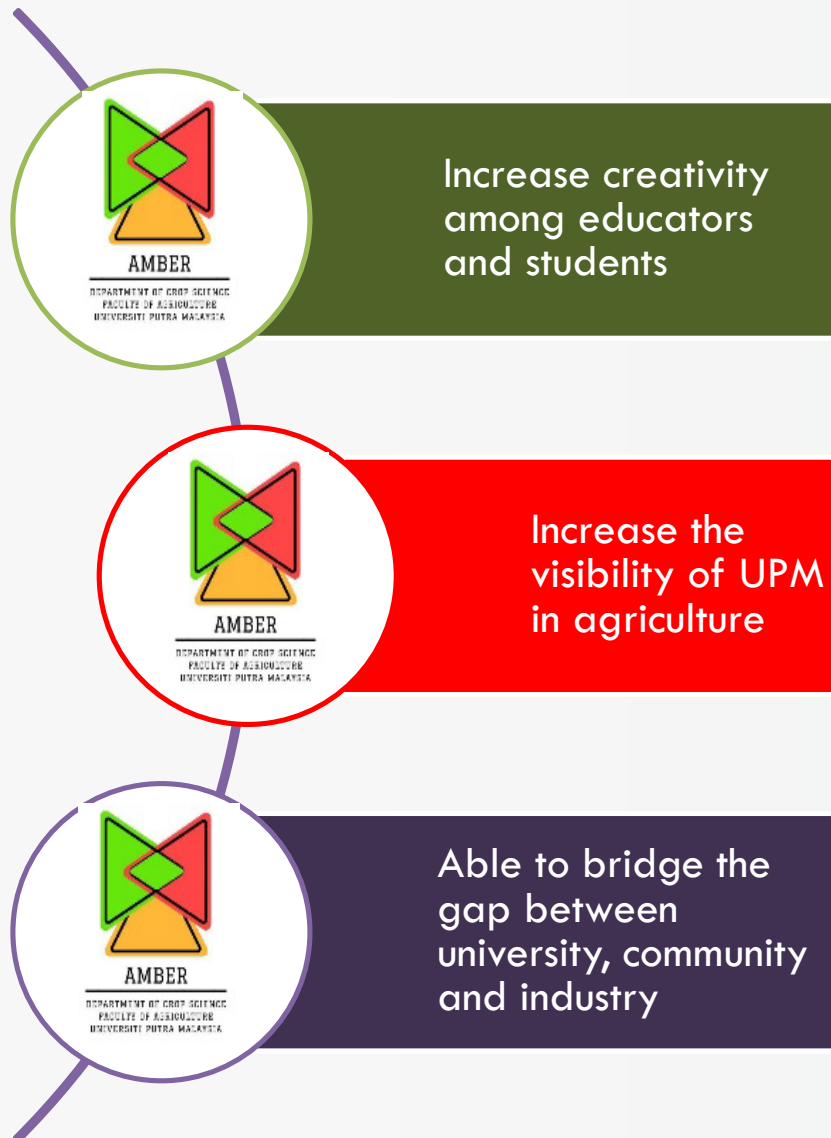 AMBER
DEPARTMENT OF CROP SCIENCE
FACULTY OF AGRICULTURE
UNIVERSITI PUTRA MALAYSIA
Increase creativity
among educators
and students
AMBER
DEPARTMENT OF CROP SCIENCE
FACULTY OF AGRICULTURE
UNIVERSITI PUTRA MALAYSIA
Increase the
visibility of UPM
in agriculture
AMBER
DEPARTMENT OF CROP SCIENCE
FACULTY OF AGRICULTURE
UNIVERSITI PUTRA MALAYSIA
Able to bridge the
gap between
university, community
and industry